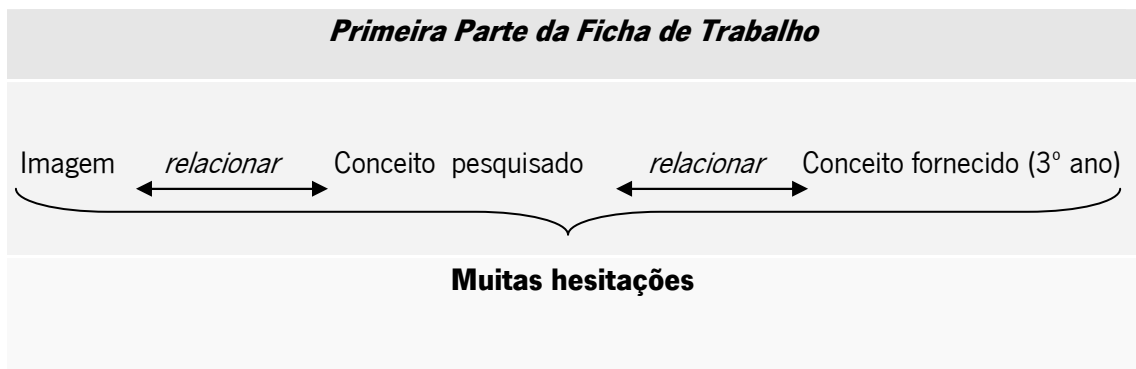 Primeira Parte da Ficha de Trabalho
Imagem relacionar Conceito pesquisado relacionar Conceito fornecido (3º ano)
Muitas hesitações